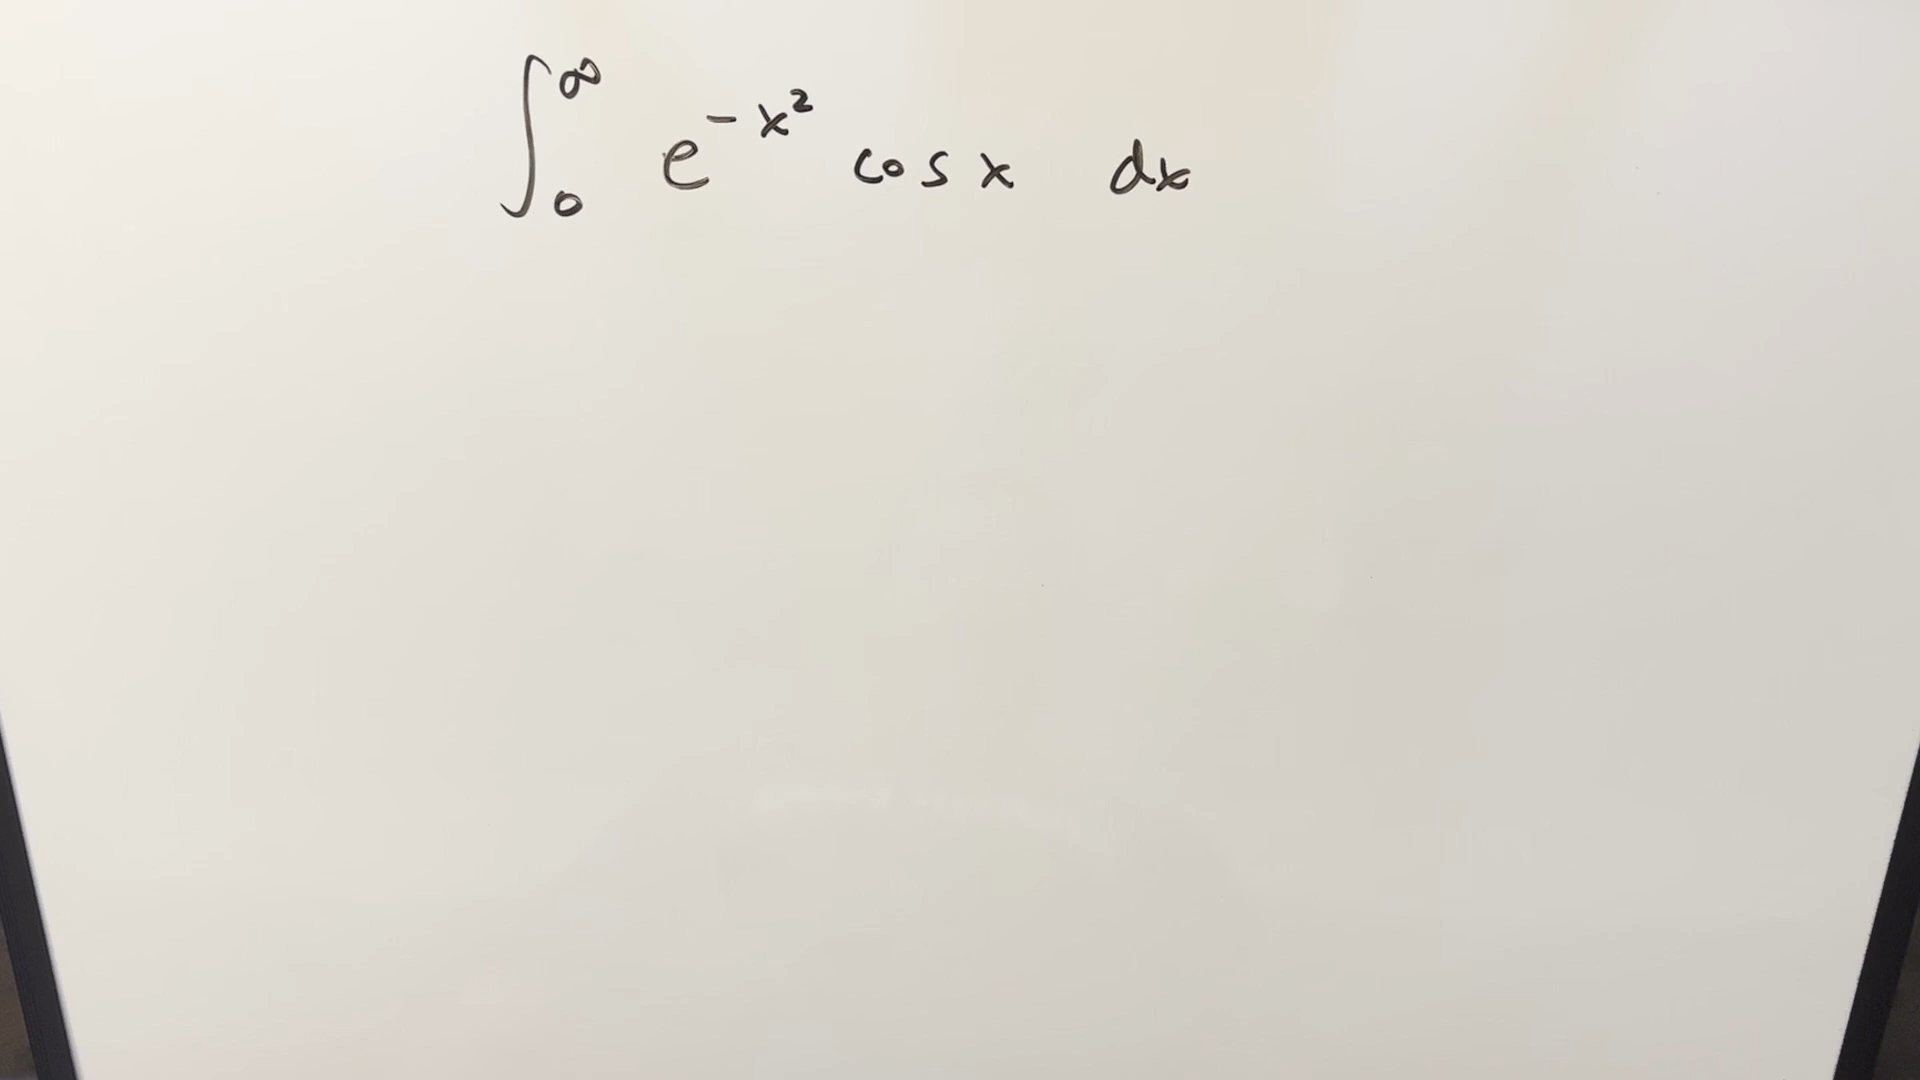 ∫₀^∞ e^{-x²} cos x dx